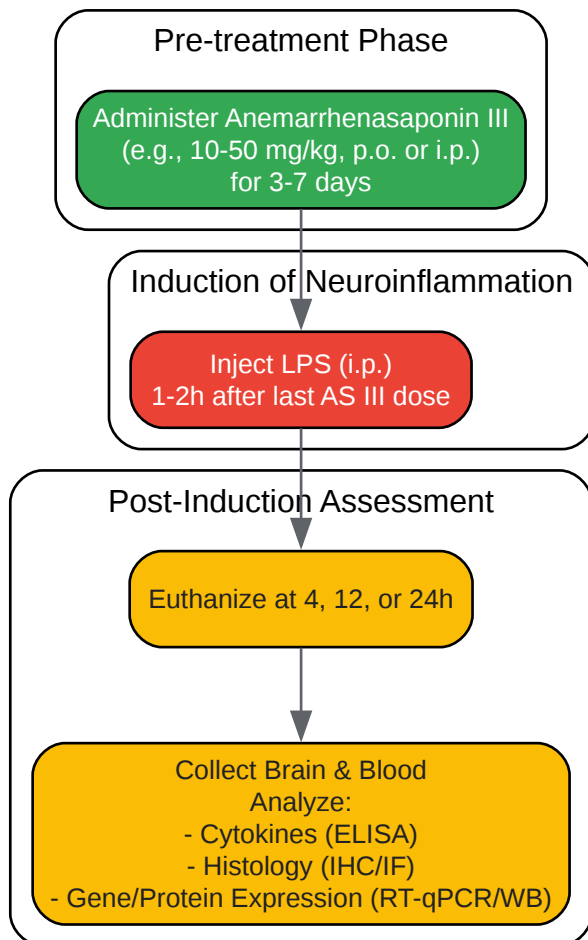 Pre-treatment Phase
Administer Anemarrhenasaponin III
(e.g., 10-50 mg/kg, p.o. or i.p.)
for 3-7 days
Induction of Neuroinflammation
Inject LPS (i.p.)
1-2h after last AS III dose
Post-Induction Assessment
Euthanize at 4, 12, or 24h
Collect Brain & Blood
Analyze:
- Cytokines (ELISA)
- Histology (IHC/IF)
- Gene/Protein Expression (RT-qPCR/WB)